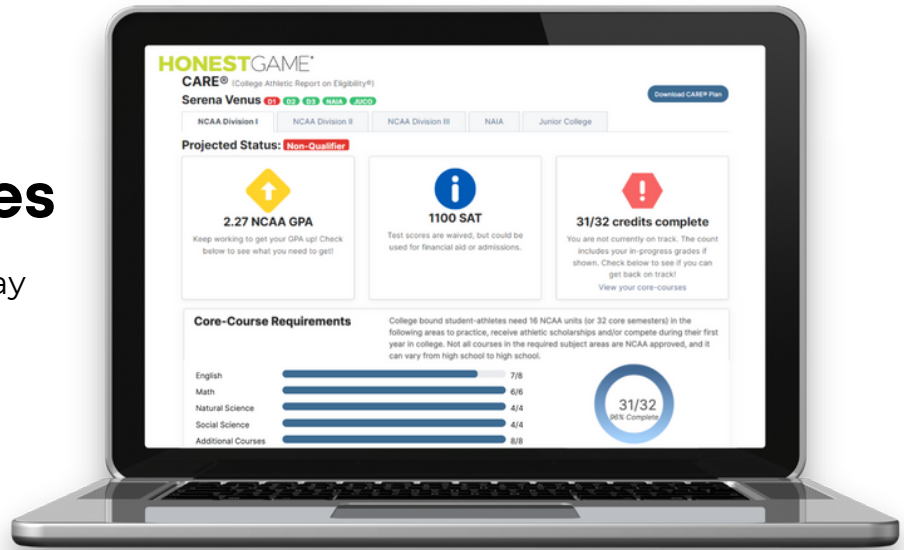 es
ay
HONESTGAME
CARE® (College Athletic Report on Eligibility®)
Serena Venus D1 D2 D3 NAIA JUCO
Download CARE® Plan
NCAA Division I NCAA Division II NCAA Division III NAIA Junior College
Projected Status: Non-Qualifier
2.27 NCAA GPA
Keep working to get your GPA up! Check
below to see what you need to get!
1100 SAT
Test scores are waived, but could be
used for financial aid or admissions.
31/32 credits complete
You are not currently on track. The count
includes your in-progress grades if
shown. Check below to see if you can
get back on track!
View your core-courses
Core-Course Requirements
College bound student-athletes need 16 NCAA units (or 32 core semesters) in the
following areas to practice, receive athletic scholarships and/or compete during their first
year in college. Not all courses in the required subject areas are NCAA approved, and it
can vary from high school to high school.
English 7/8
Math 6/6
Natural Science 4/4
Social Science 4/4
Additional Courses 8/8
31/32
96% Complete